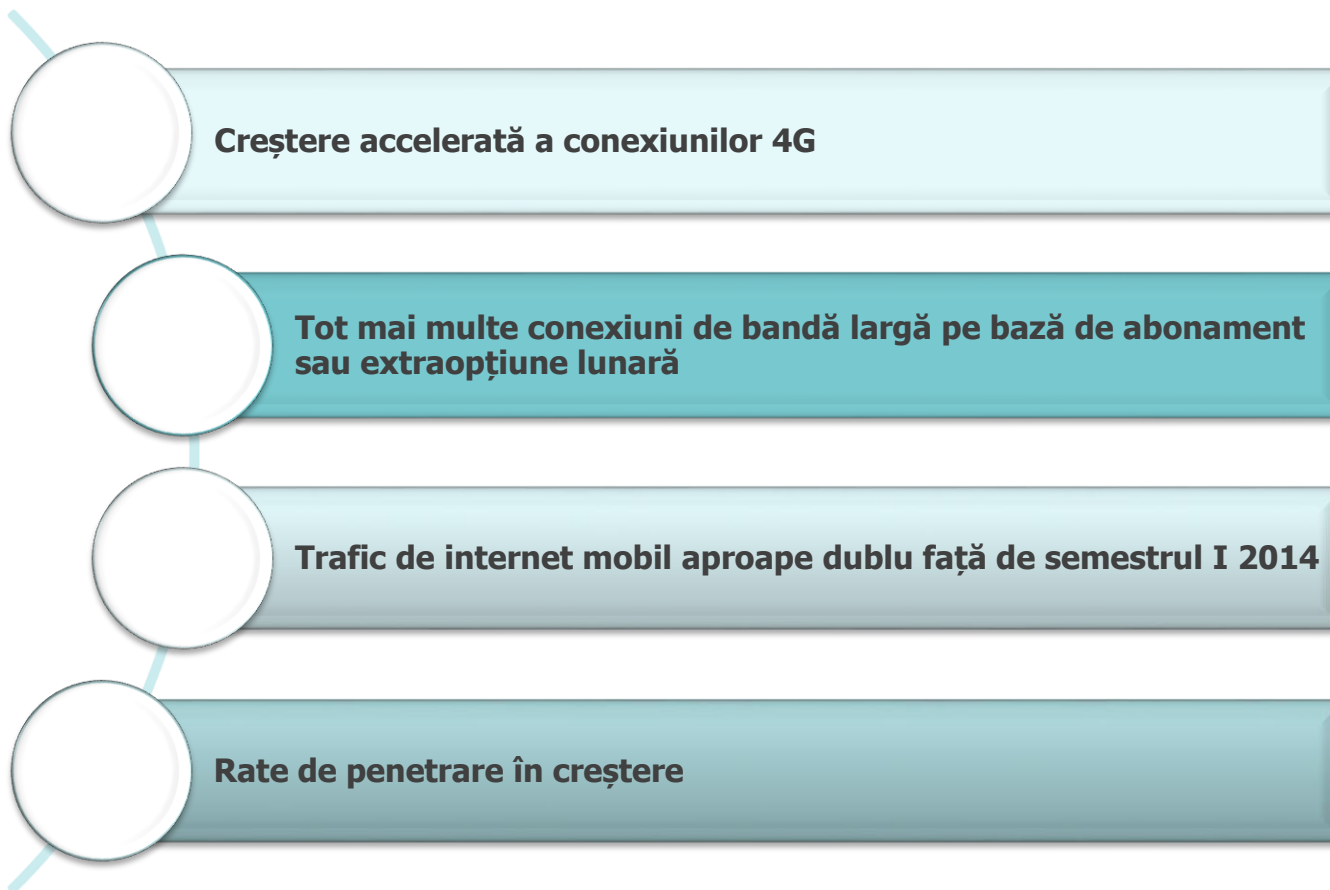 Creștere accelerată a conexiunilor 4G
Tot mai multe conexiuni de bandă largă pe bază de abonament
sau extraopțiune lunară
Trafic de internet mobil aproape dublu față de semestrul I 2014
Rate de penetrare în creștere